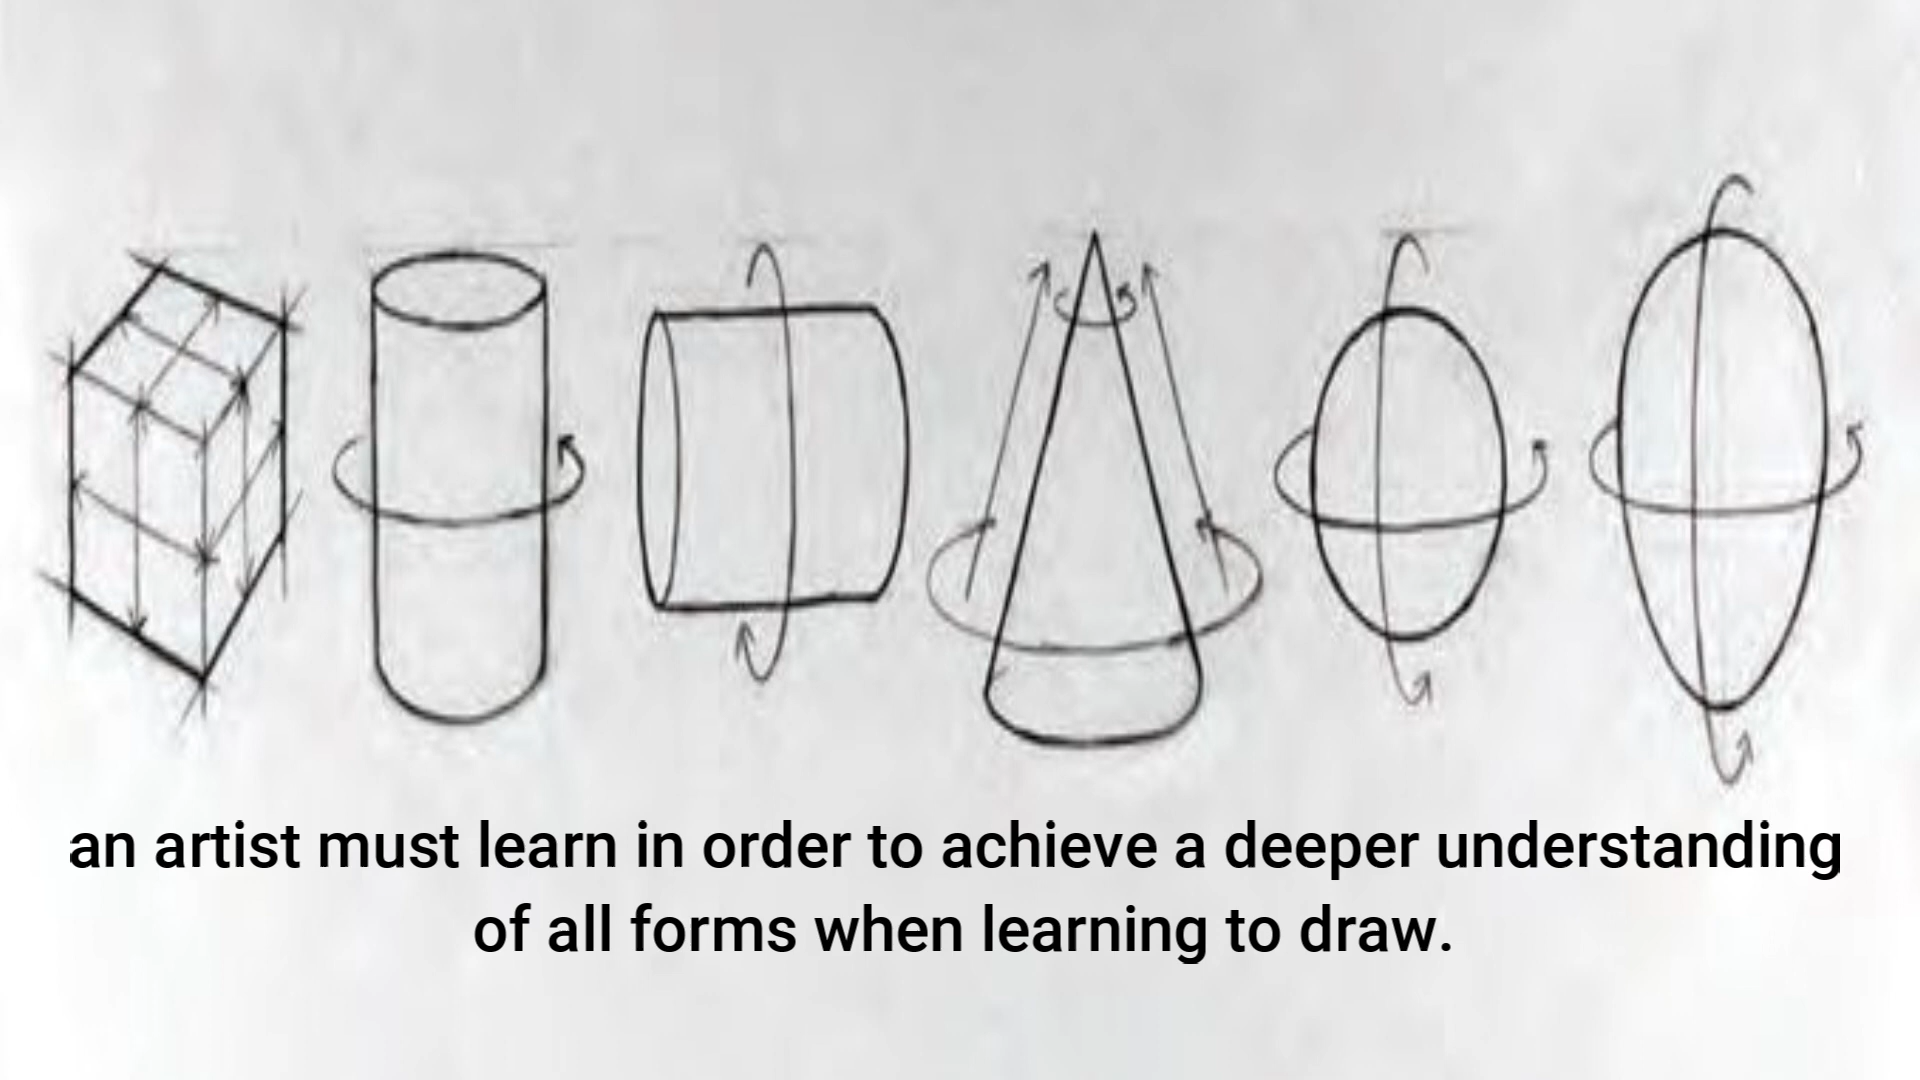 an artist must learn in order to achieve a deeper understanding
of all forms when learning to draw.